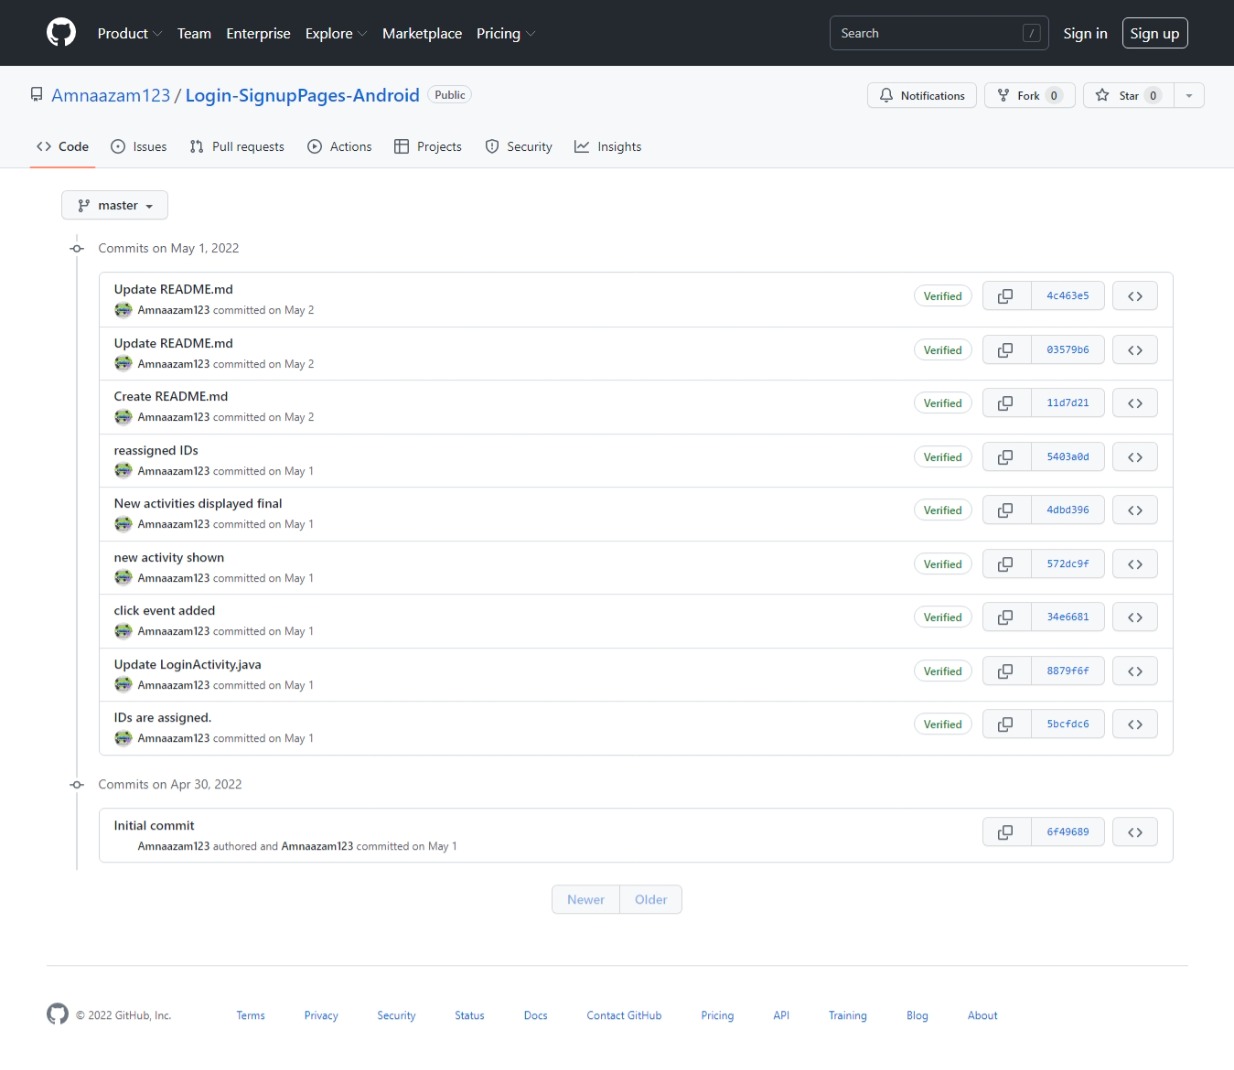 Product Team Enterprise Explore Marketplace Pricing Search / Sign in Sign up
Amnaazam123 / Login-SignupPages-Android Public Notifications Fork 0 Star 0
Code Issues Pull requests Actions Projects Security Insights
master
Commits on May 1, 2022
Update README.md
Amnaazam123 committed on May 2
Verified 4c463e5
Update README.md
Amnaazam123 committed on May 2
Verified 03579b6
Create README.md
Amnaazam123 committed on May 2
Verified 11d7d21
reassigned IDs
Amnaazam123 committed on May 1
Verified 5403a0d
New activities displayed final
Amnaazam123 committed on May 1
Verified 4dbd396
new activity shown
Amnaazam123 committed on May 1
Verified 572dc9f
click event added
Amnaazam123 committed on May 1
Verified 34e6681
Update LoginActivity.java
Amnaazam123 committed on May 1
Verified 8879f6f
IDs are assigned.
Amnaazam123 committed on May 1
Verified 5bcfdc6
Commits on Apr 30, 2022
Initial commit
Amnaazam123 authored and Amnaazam123 committed on May 1
6f49689
Newer Older
© 2022 GitHub, Inc. Terms Privacy Security Status Docs Contact GitHub Pricing API Training Blog About